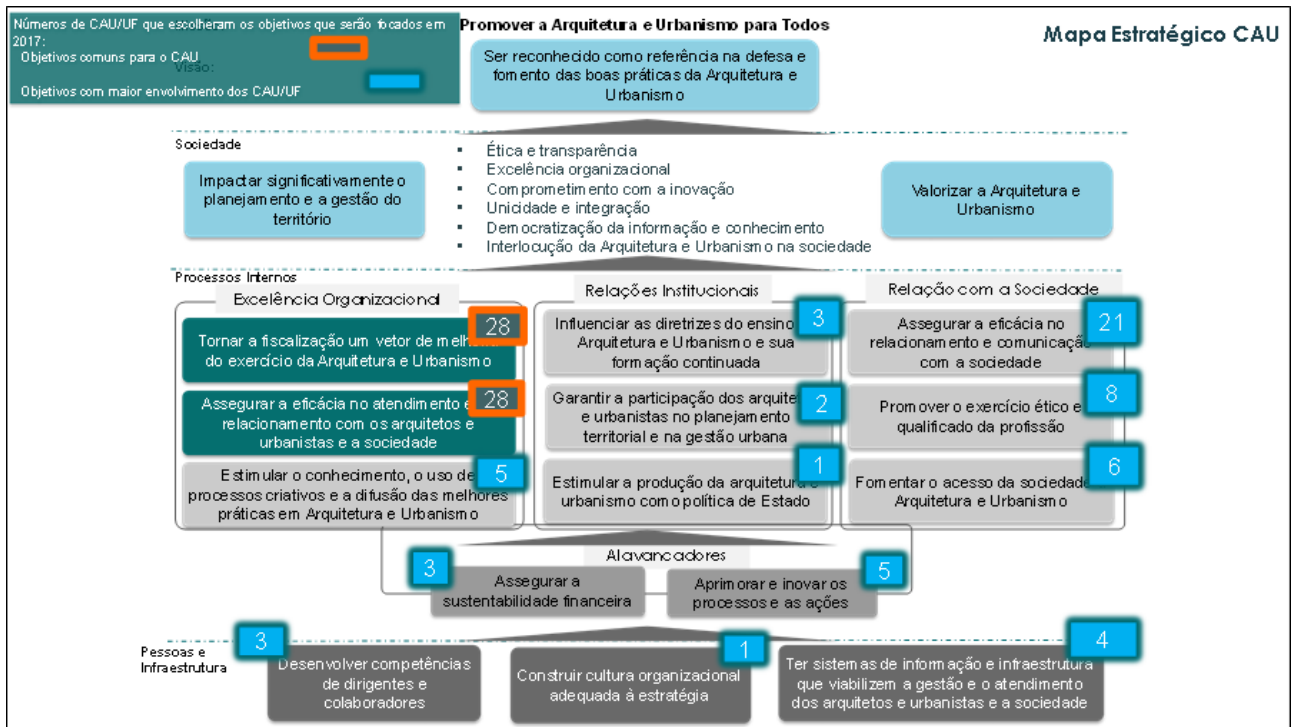 Números de CAU/UF que escolheram os objetivos que serão focados em
2017:
Objetivos comuns para o CAU
Visão:
Objetivos com maior envolvimento dos CAU/UF
Promover a Arquitetura e Urbanismo para Todos
Mapa Estratégico CAU
Ser reconhecido como referência na defesa e
fomento das boas práticas da Arquitetura e
Urbanismo
Sociedade
Impactar significativamente o
planejamento e a gestão do
território
▪ Ética e transparência
▪ Excelência organizacional
▪ Comprometimento com a inovação
▪ Unicidade e integração
▪ Democratização da informação e conhecimento
▪ Interlocução da Arquitetura e Urbanismo na sociedade
Valorizar a Arquitetura e
Urbanismo
Processos Internos
Excelência Organizacional
28
Tornar a fiscalização um vetor de
do exercício da Arquitetura e Urbanismo
28
Assegurar a eficácia no atendimento
relacionamento com os arquitetos e
urbanistas e a sociedade
5
Estimular o conhecimento, o uso de
processos criativos e a difusão das melhores
práticas em Arquitetura e Urbanismo
Relações Institucionais
3
Influenciar as diretrizes do ensino
Arquitetura e Urbanismo e sua
formação continuada
2
Garantir a participação dos
e urbanistas no planejamento
territorial e na gestão urbana
1
Estimular a produção da arquitetura
urbanismo como política de Estado
Relação com a Sociedade
21
Assegurar a eficácia no
relacionamento e comunicação
com a sociedade
8
Promover o exercício ético e
qualificado da profissão
6
Fomentar o acesso da sociedade
Arquitetura e Urbanismo
Alavancadores
3
Assegurar a
sustentabilidade financeira
5
Aprimorar e inovar os
processos e as ações
Pessoas e
Infraestrutura
3
Desenvolver competências
de dirigentes e
colaboradores
1
Construir cultura organizacional
adequada à estratégia
4
Ter sistemas de informação e infraestrutura
que viabilizem a gestão e o atendimento
dos arquitetos e urbanistas e a sociedade